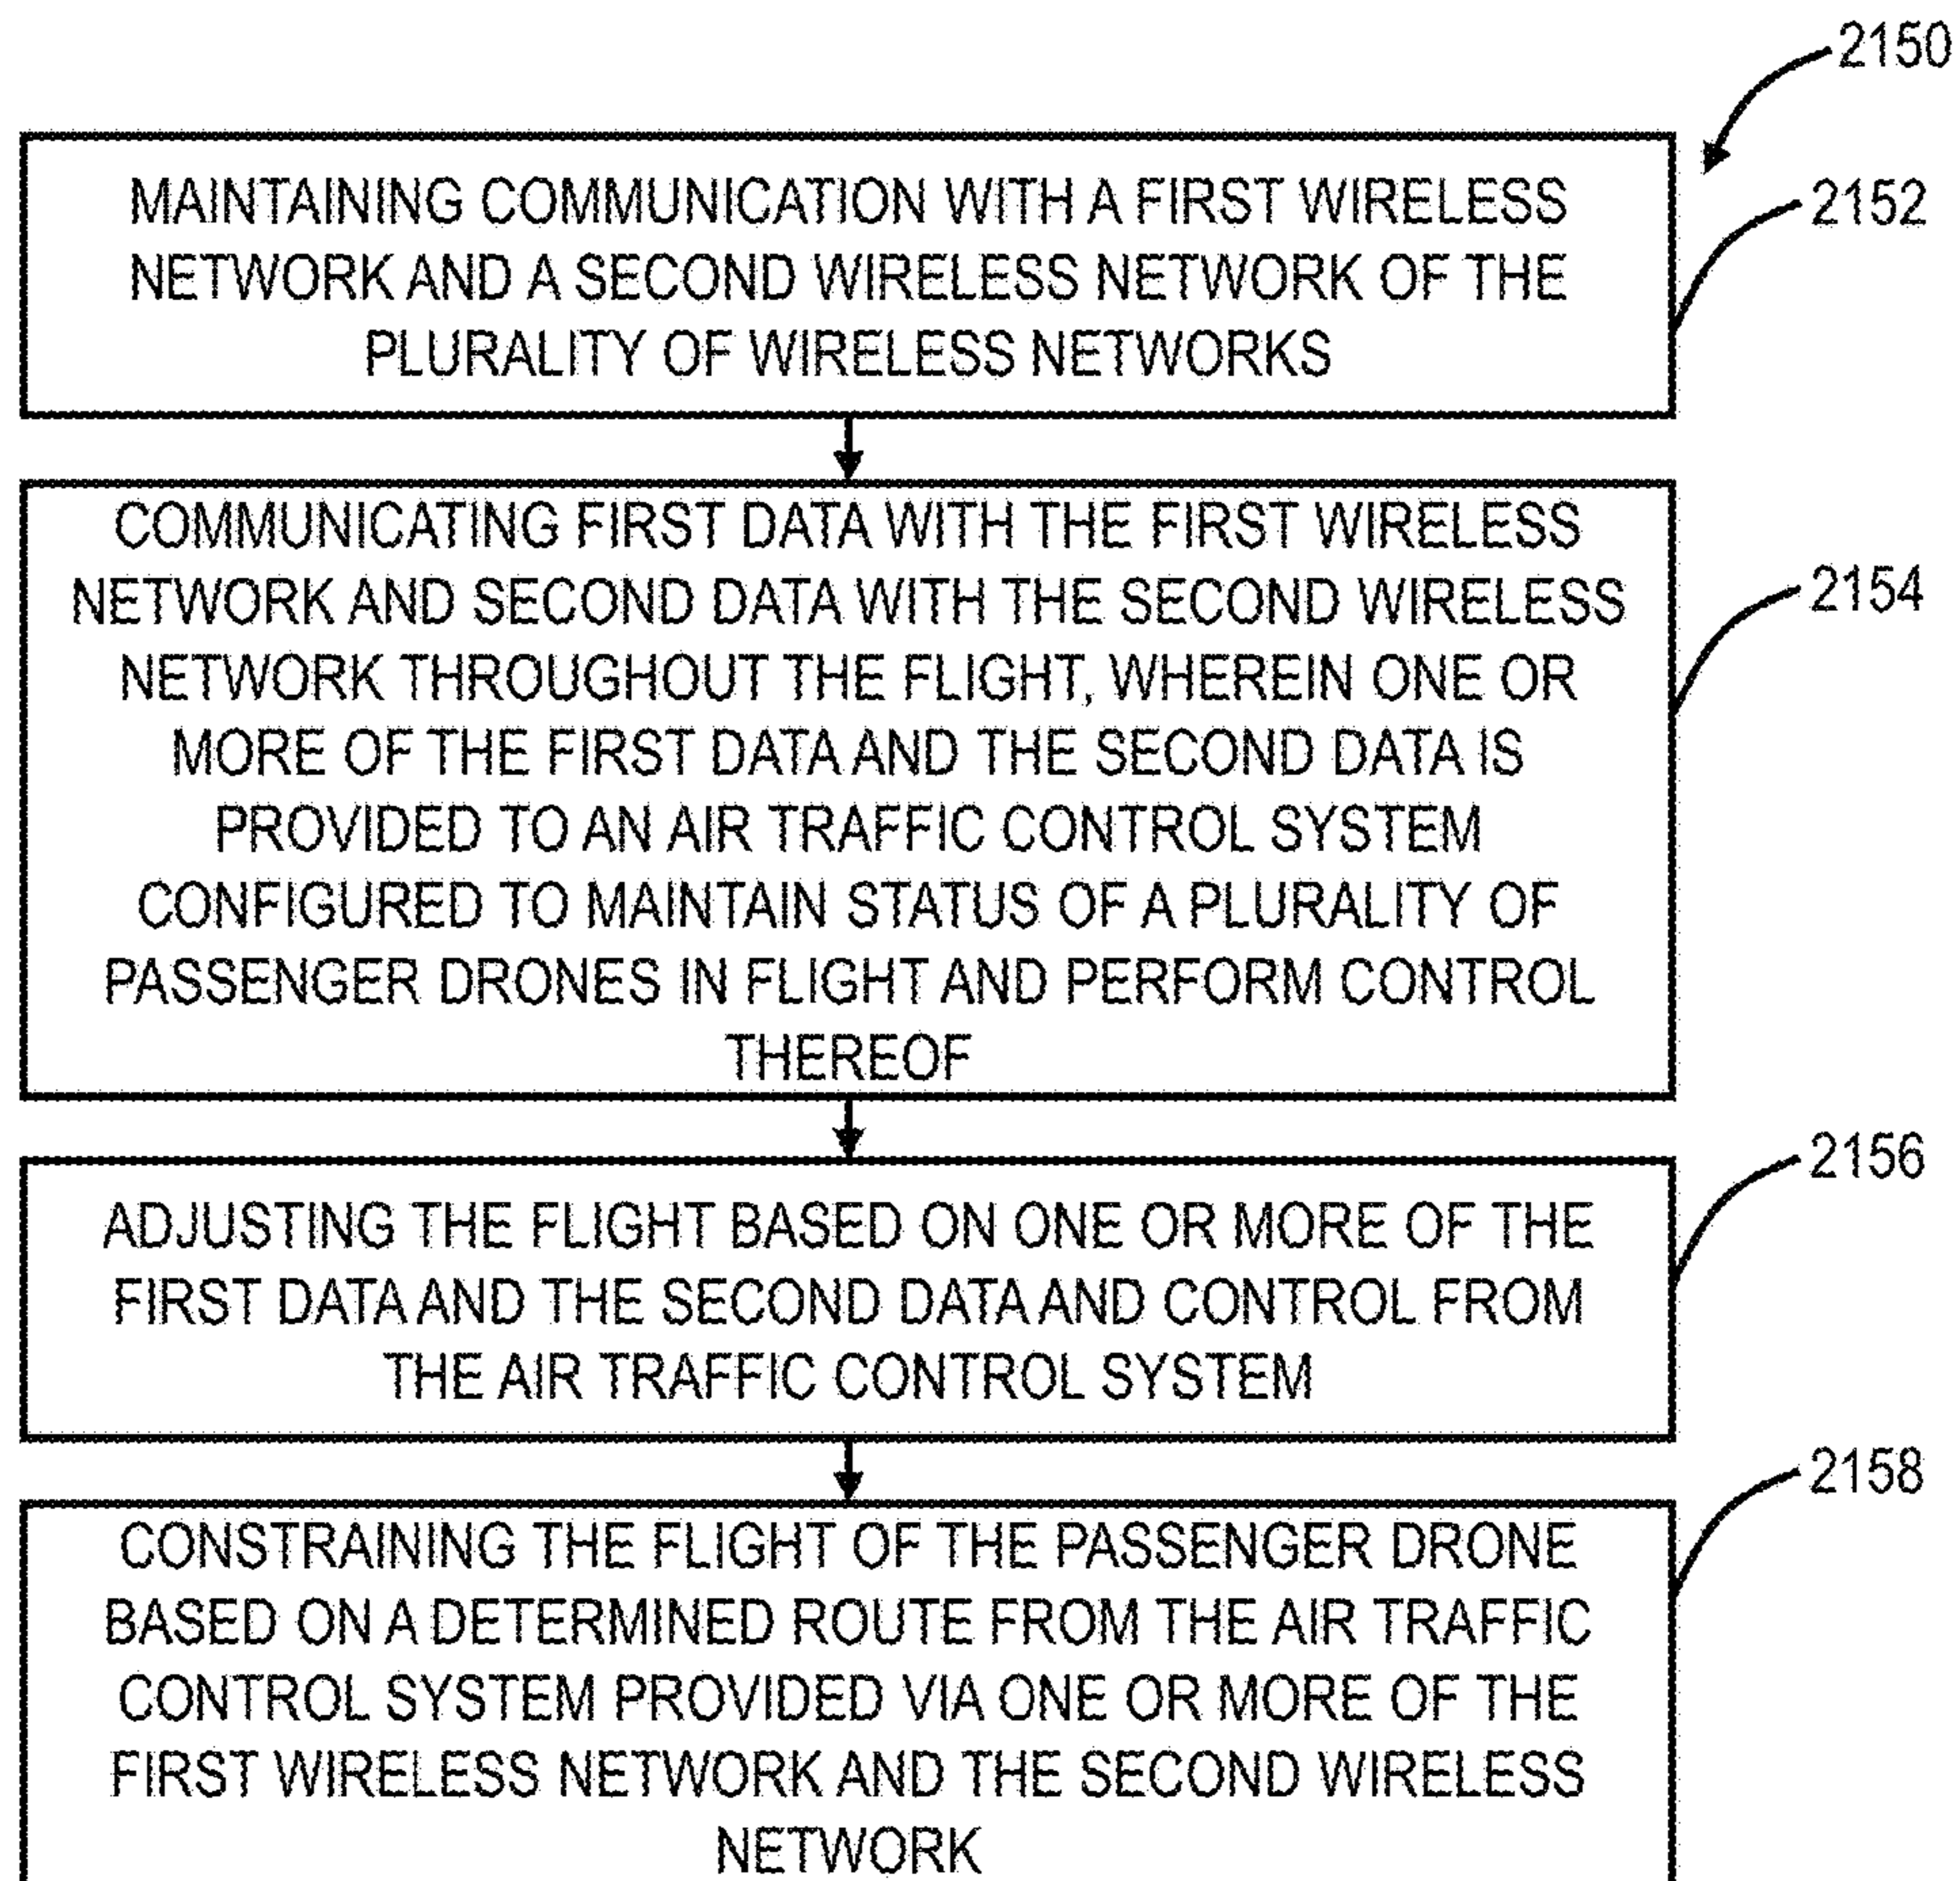 2150
MAINTAINING COMMUNICATION WITH A FIRST WIRELESS
NETWORK AND A SECOND WIRELESS NETWORK OF THE
PLURALITY OF WIRELESS NETWORKS
2152
COMMUNICATING FIRST DATA WITH THE FIRST WIRELESS
NETWORK AND SECOND DATA WITH THE SECOND WIRELESS
NETWORK THROUGHOUT THE FLIGHT, WHEREIN ONE OR
MORE OF THE FIRST DATA AND THE SECOND DATA IS
PROVIDED TO AN AIR TRAFFIC CONTROL SYSTEM
CONFIGURED TO MAINTAIN STATUS OF A PLURALITY OF
PASSENGER DRONES IN FLIGHT AND PERFORM CONTROL
THEREOF
2154
ADJUSTING THE FLIGHT BASED ON ONE OR MORE OF THE
FIRST DATA AND THE SECOND DATA AND CONTROL FROM
THE AIR TRAFFIC CONTROL SYSTEM
2156
CONSTRAINING THE FLIGHT OF THE PASSENGER DRONE
BASED ON A DETERMINED ROUTE FROM THE AIR TRAFFIC
CONTROL SYSTEM PROVIDED VIA ONE OR MORE OF THE
FIRST WIRELESS NETWORK AND THE SECOND WIRELESS
NETWORK
2158